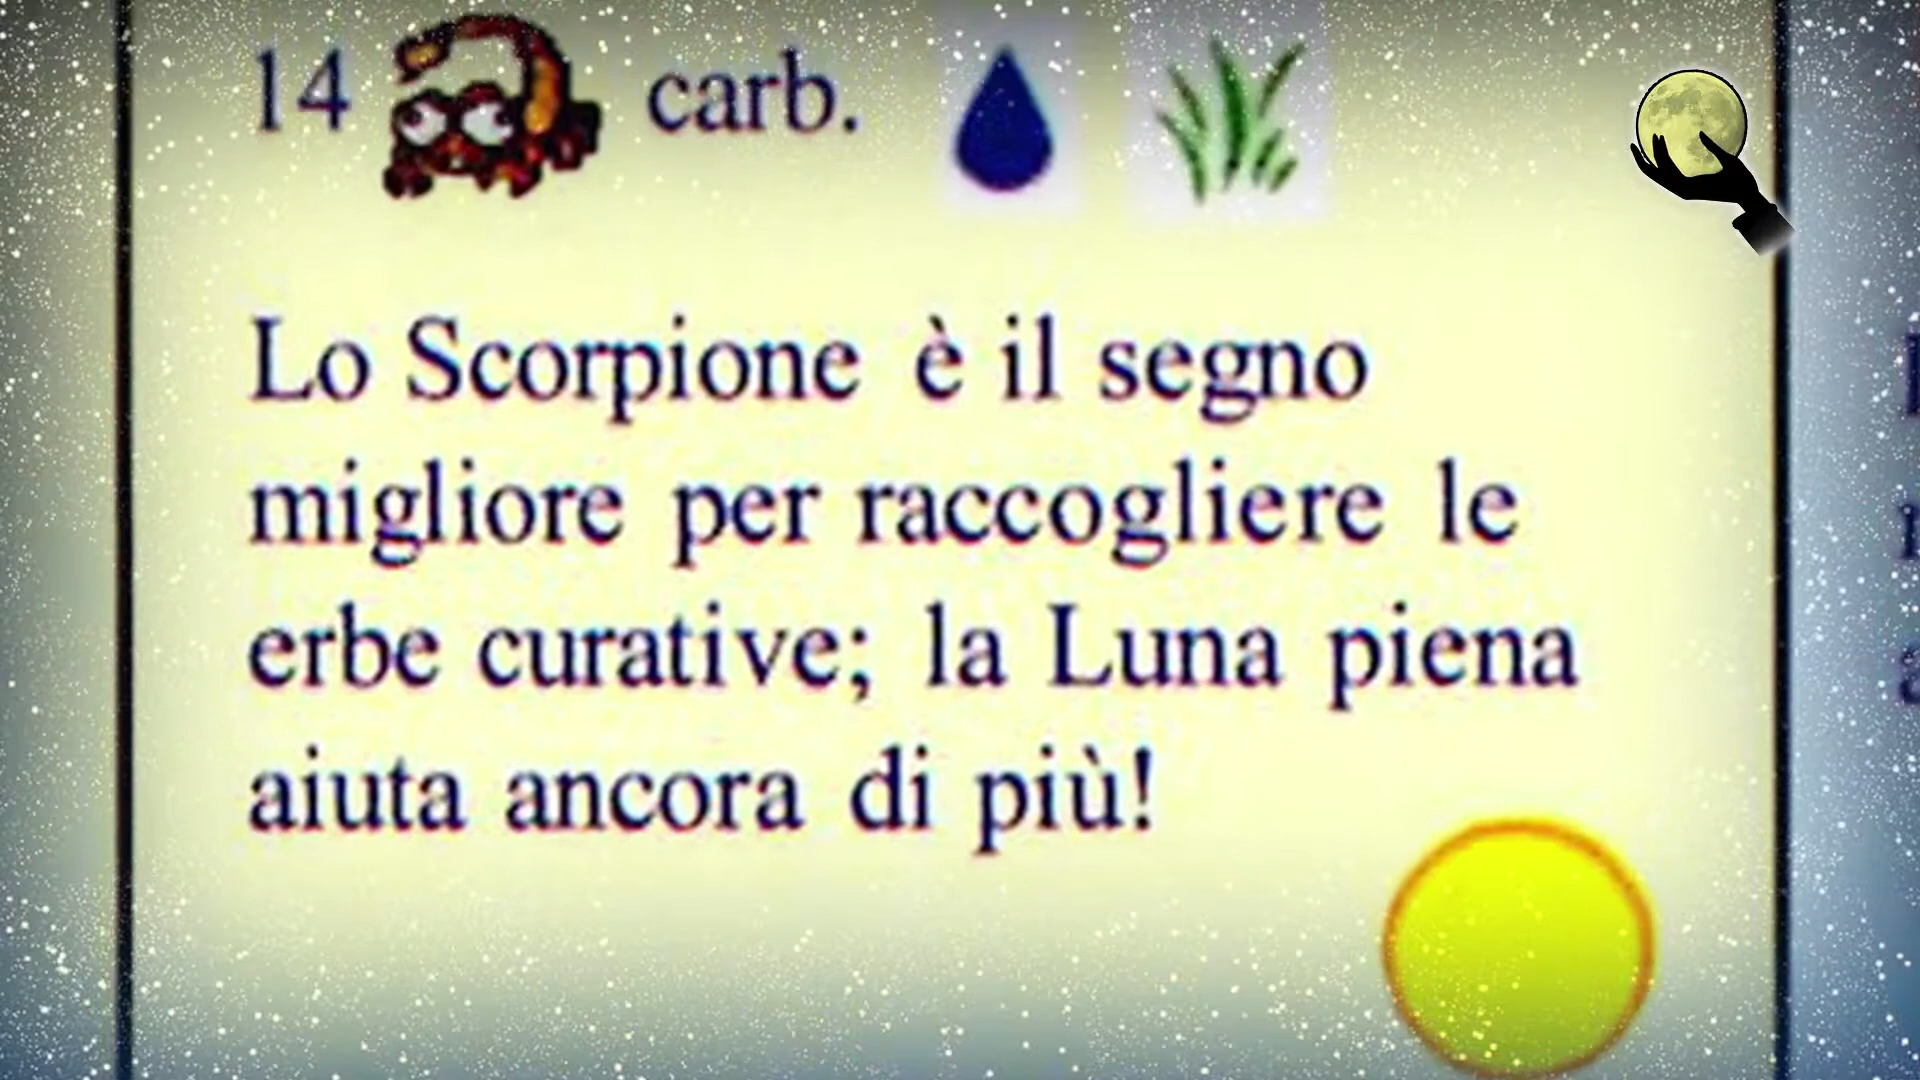 14 carb.
Lo Scorpione è il segno
migliore per raccogliere le
erbe curative; la Luna piena
aiuta ancora di più!